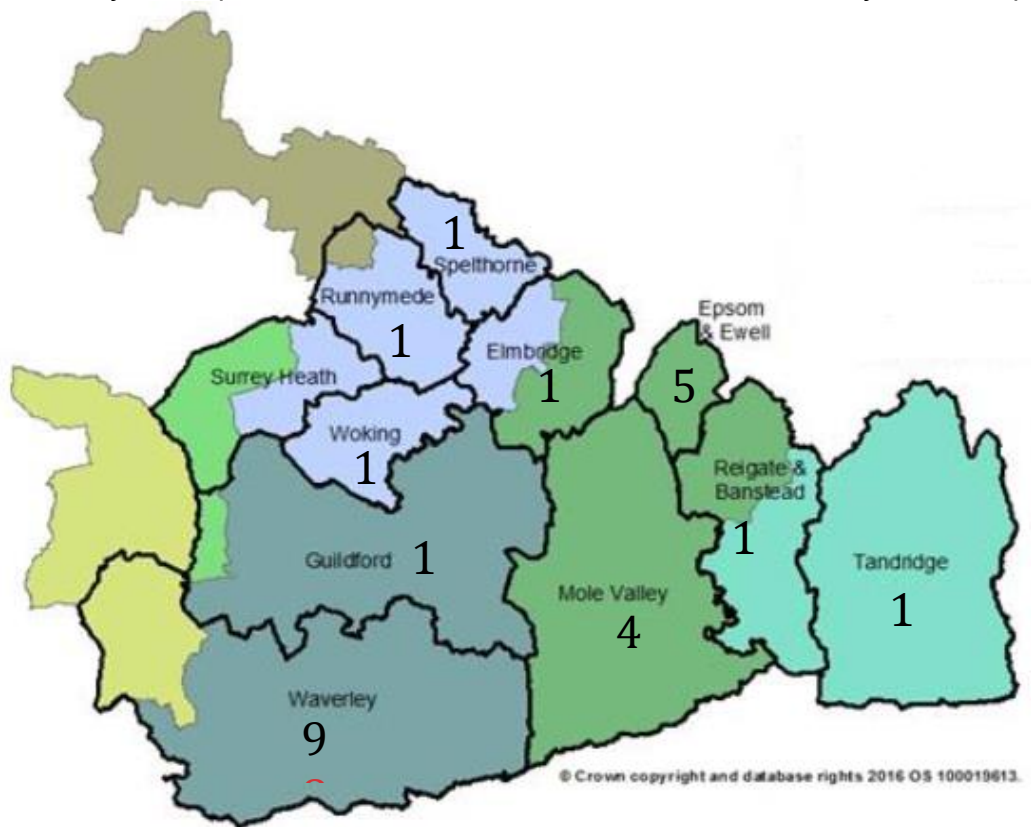 1
Spelthorne
Runnymede
1
Epsom
& Ewell
Elmbridge
1
5
Surrey Heath
Woking
1
Reigate &
Banstead
1
Guildford 1
Tandridge
1
Mole Valley
4
Waverley
9
© Crown copyright and database rights 2016 OS 100019613.